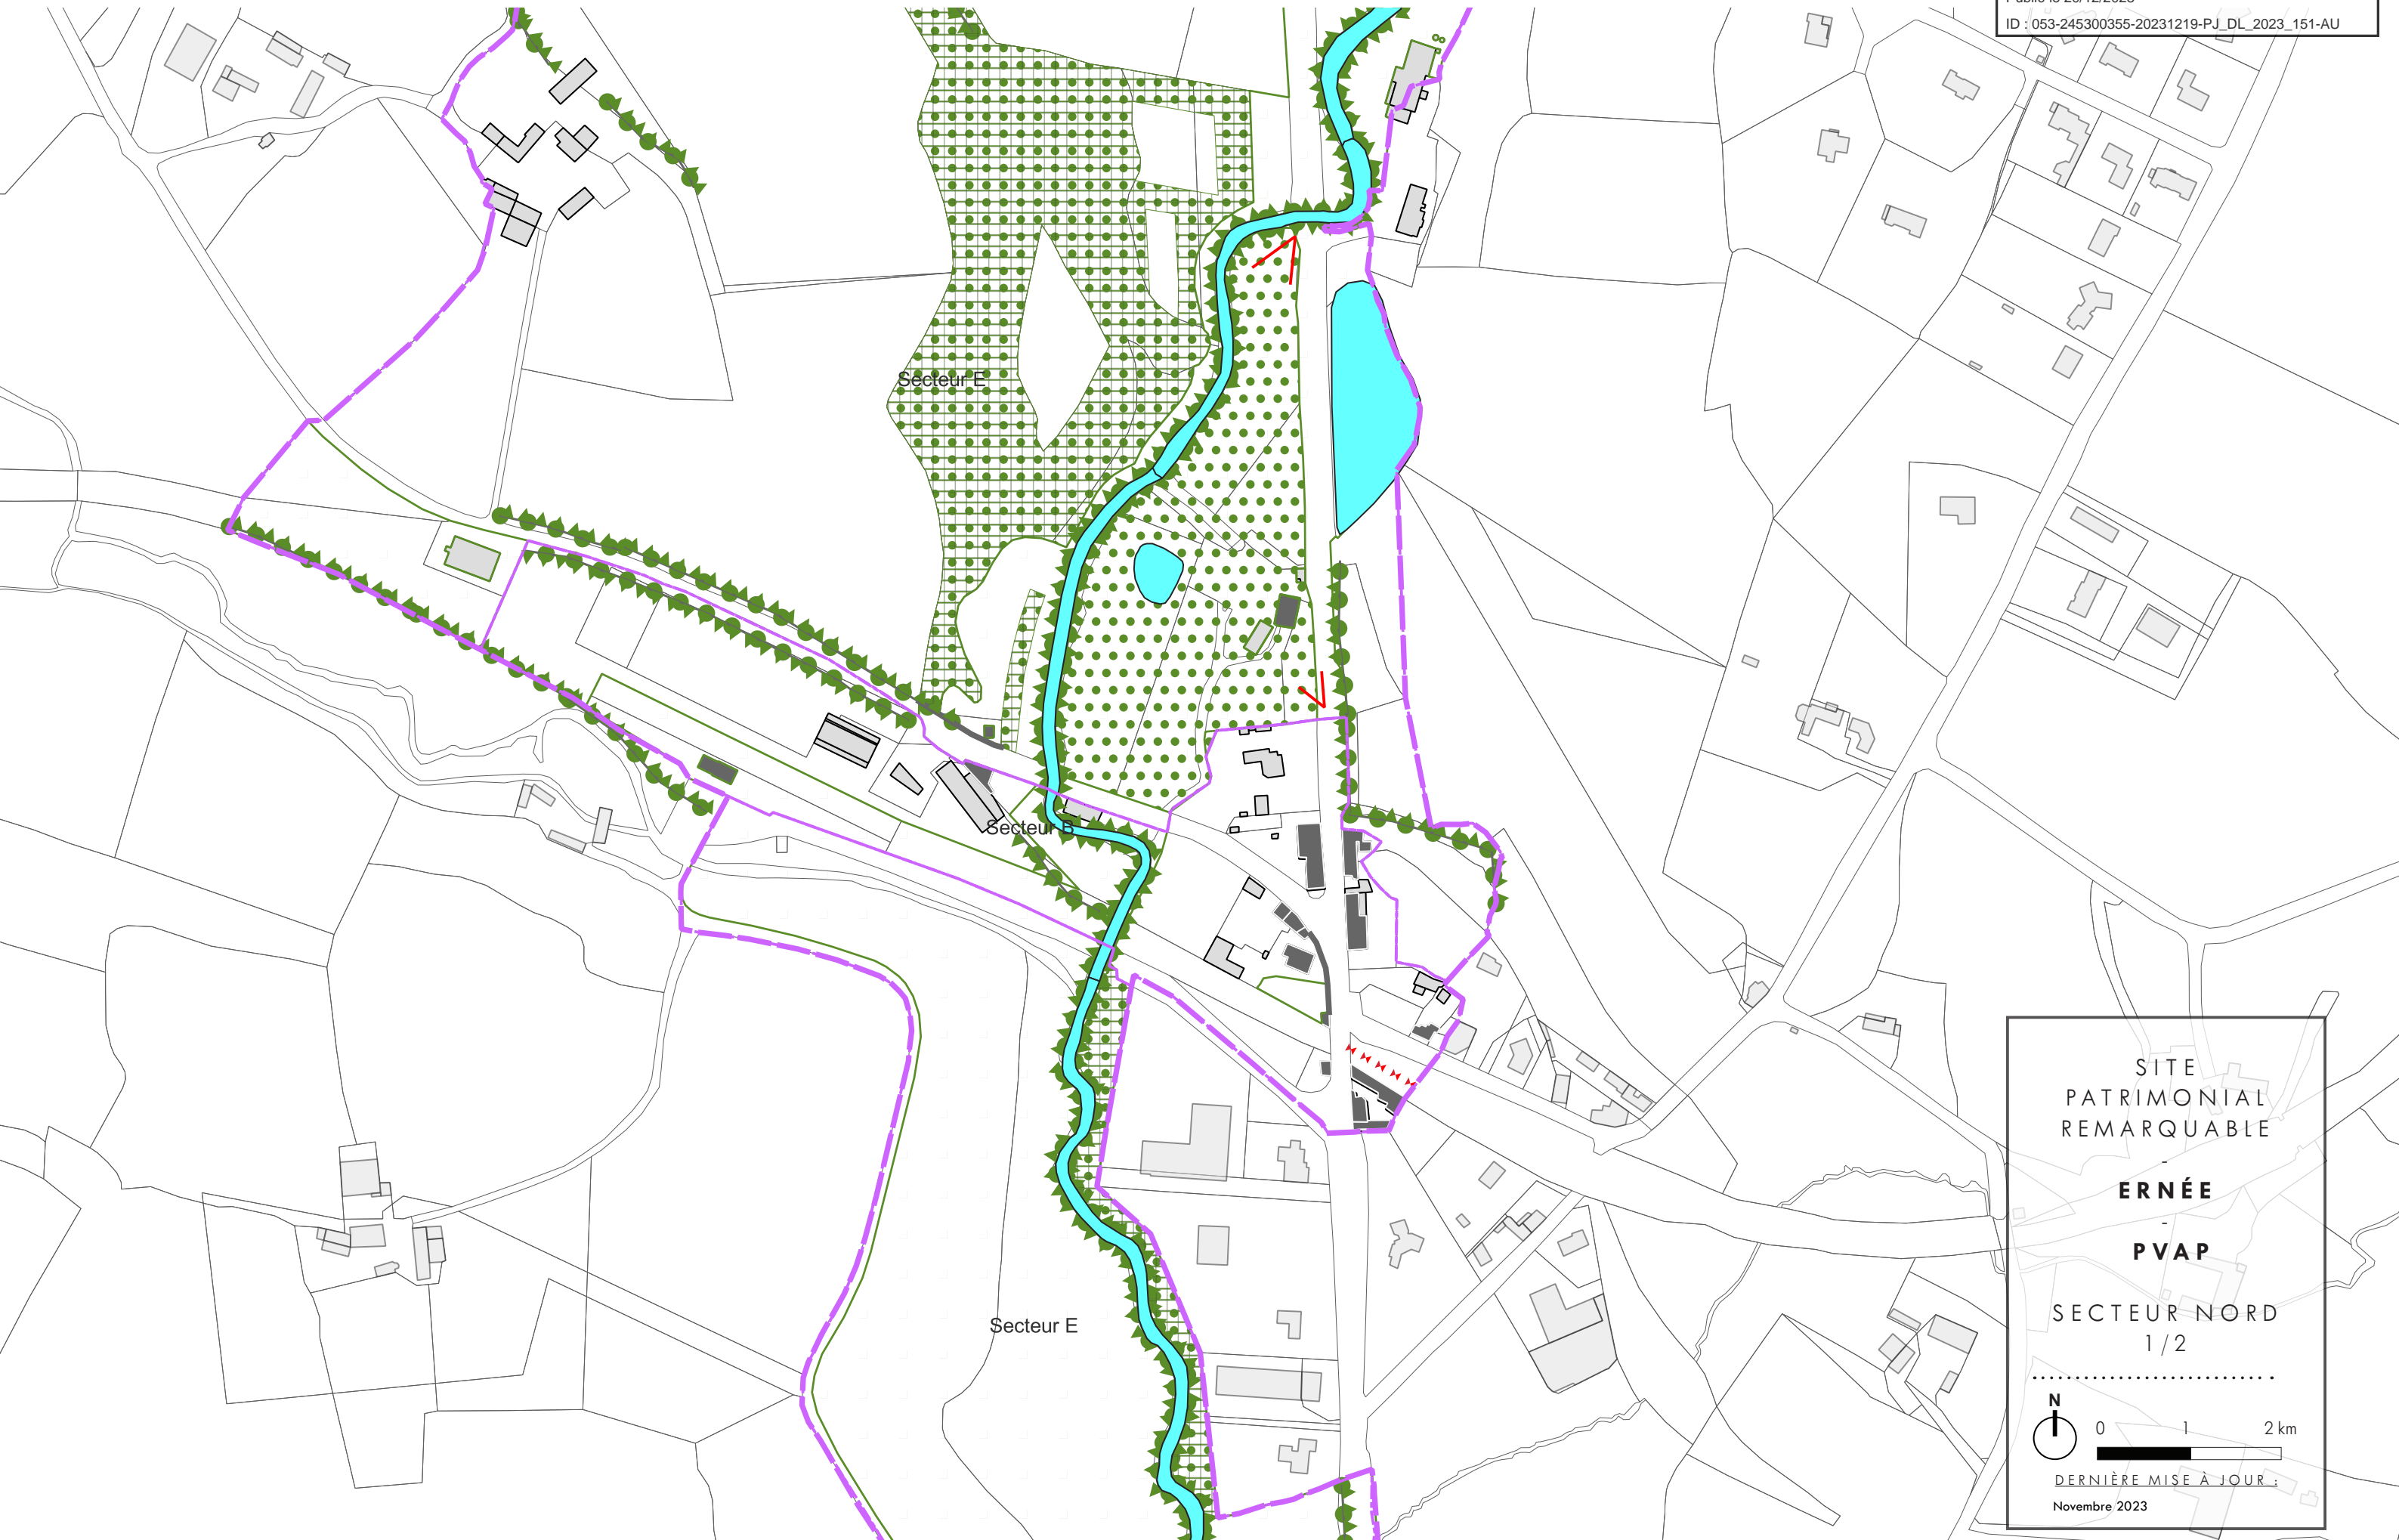 ID : 053-245300355-20231219-PJ_DL_2023_151-AU
Secteur E
Secteur B
Secteur E
SITE
PATRIMONIAL
REMARQUABLE
-
ERNÉE
-
PVAP
SECTEUR NORD
1/2
N
0 1 2 km
DERNIÈRE MISE À JOUR :
Novembre 2023